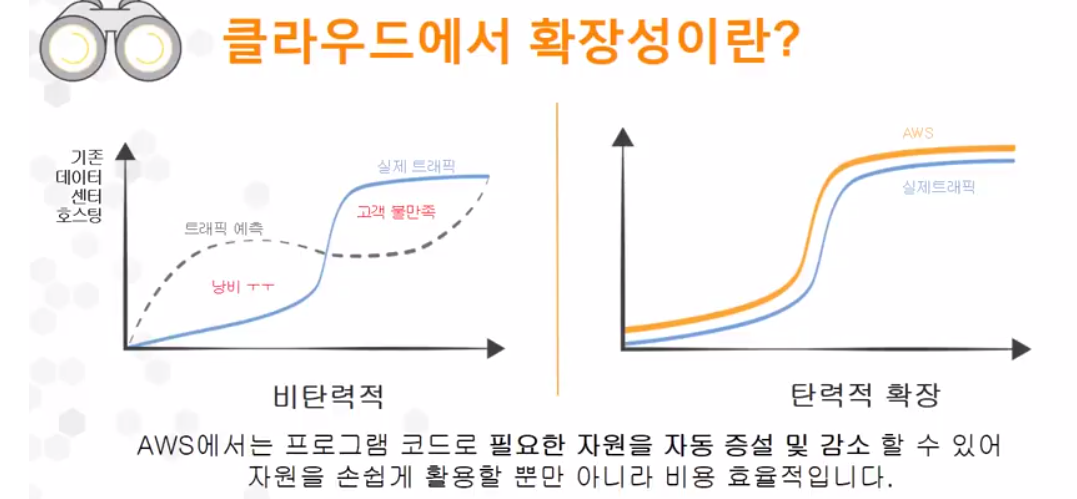 클라우드에서 확장성이란?
기존
데이터
센터
호스팅
실제 트래픽
고객 불만족
트래픽 예측
낭비 ㅜㅜ
비탄력적
AWS
실제트래픽
탄력적 확장
AWS에서는 프로그램 코드로 필요한 자원을 자동 증설 및 감소 할 수 있어
자원을 손쉽게 활용할 뿐만 아니라 비용 효율적입니다.